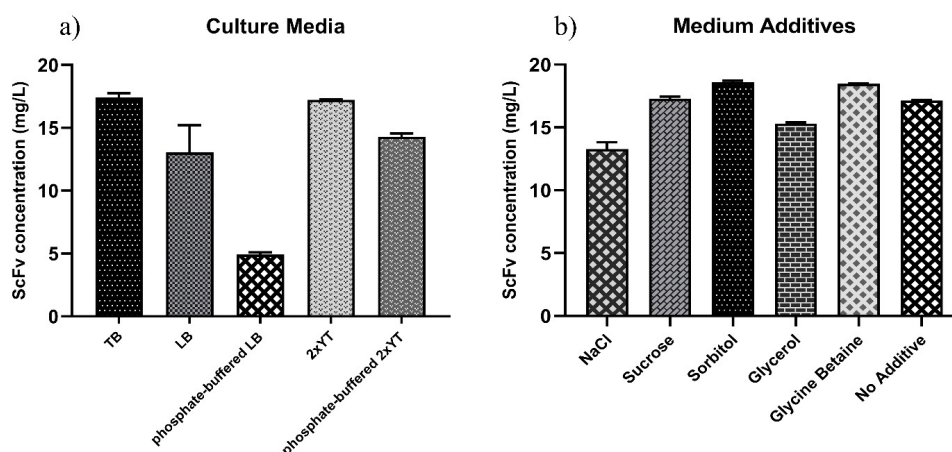 a)
Culture Media
ScFv concentration (mg/L)
20
15
10
5
0
TB
LB
phosphate-buffered LB
2xYT
phosphate-buffered 2xYT
b)
Medium Additives
ScFv concentration (mg/L)
20
15
10
5
0
NaCl
Sucrose
Sorbitol
Glycerol
Glycine Betaine
No Additive